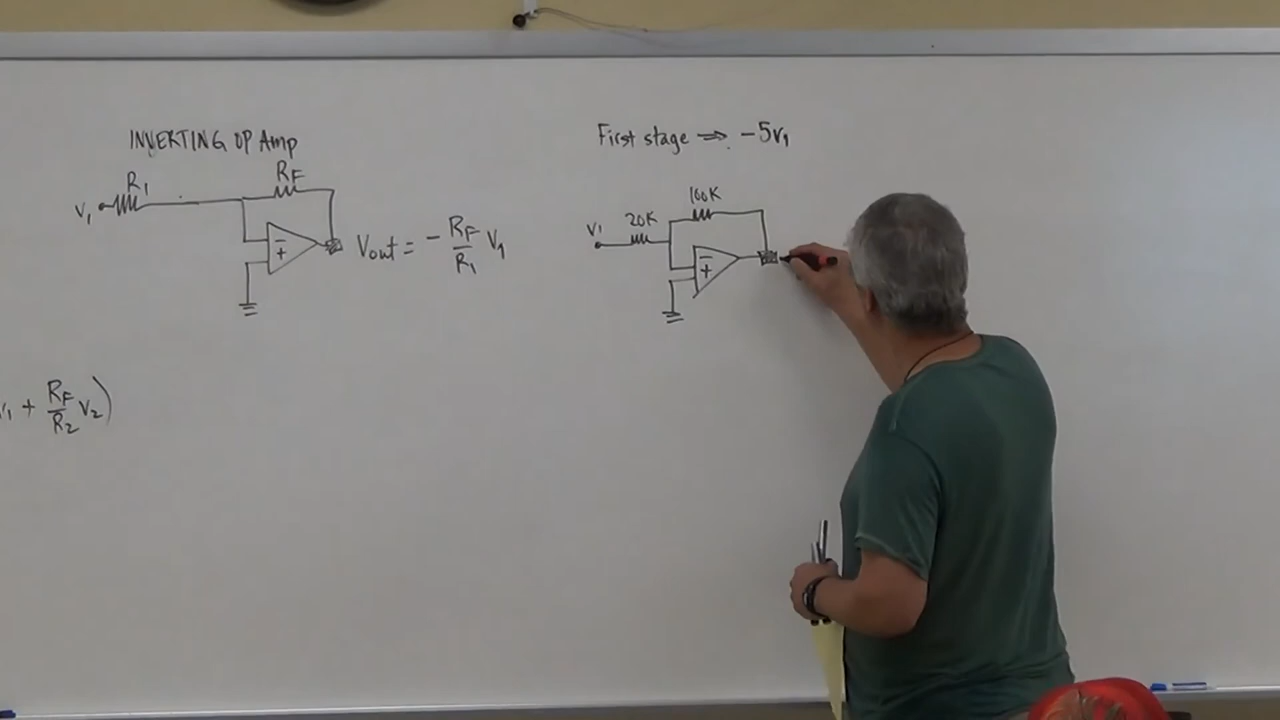 INVERTING OP Amp
R1
RF
V1
-
+
Vout = - RF/R1 V1
V1 + RF/R2 V2)
First stage ⇒ -5V1
100K
20K
V1
-
+